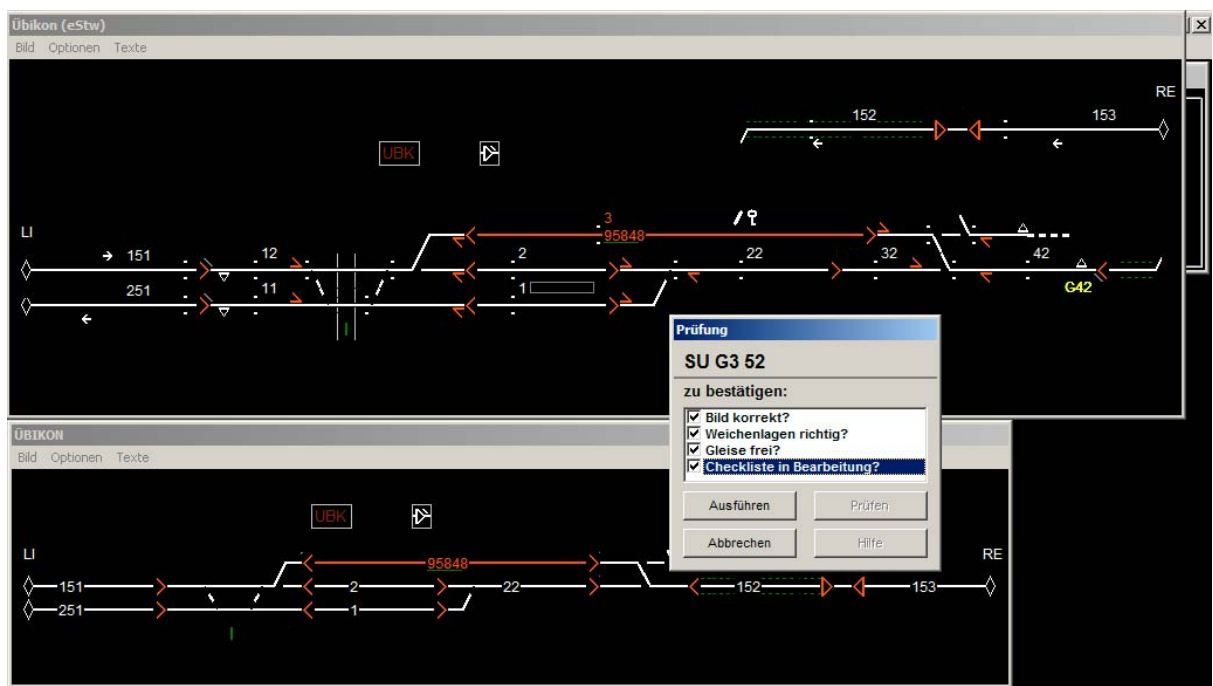 Übikon (eStw)
Bild Optionen Texte
RE
152 153
UBK
LI
3
95848
151 12 2 22 32 42
251 11 1 G42
Prüfung
SU G3 52
zu bestätigen:
Bild korrekt?
Weichenlagen richtig?
Gleise frei?
Checkliste in Bearbeitung?
Ausführen Prüfen
Abbrechen Hilfe
ÜBIKON
Bild Optionen Texte
UBK
LI RE
95848
151 2 22 152 153
251 1